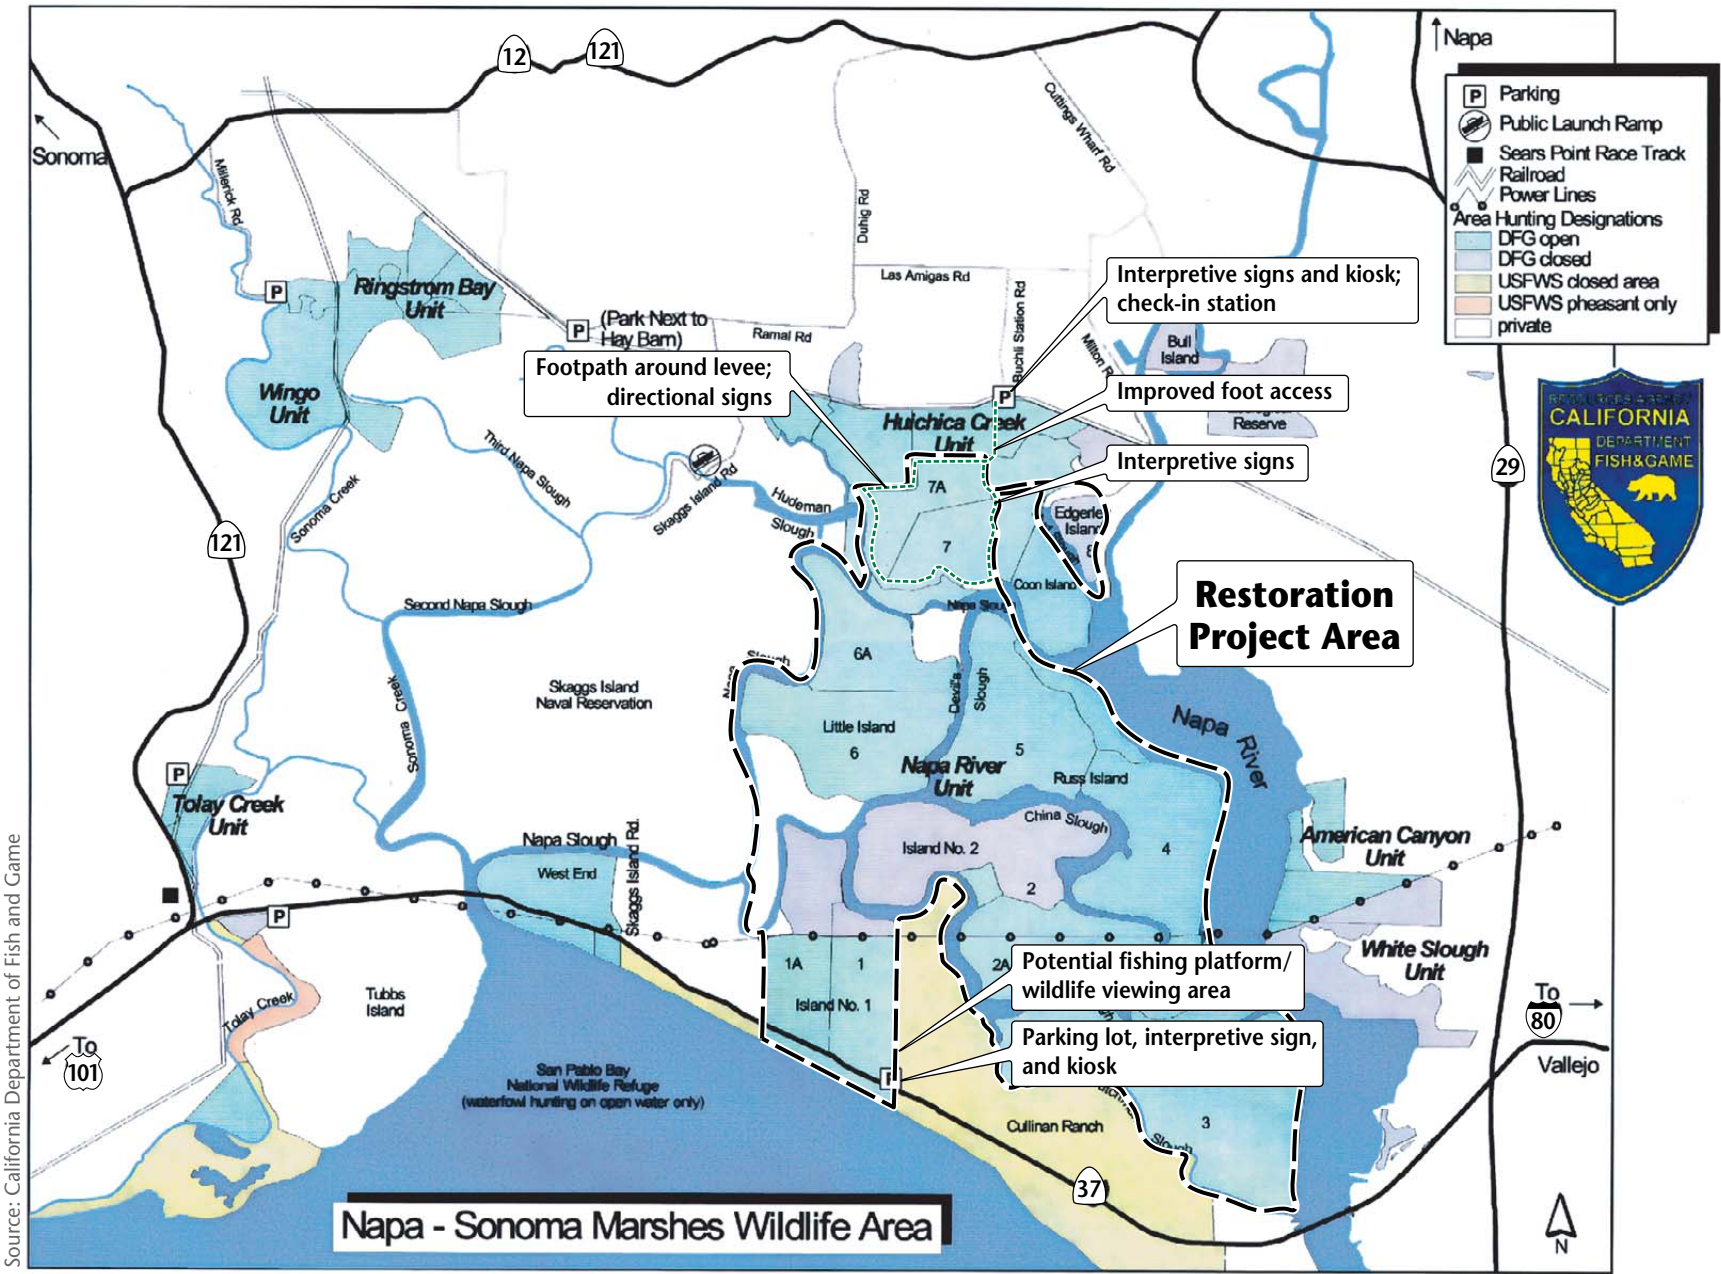 12
121
Napa
Sonoma
P Parking
Public Launch Ramp
Sears Point Race Track
Railroad
Power Lines
Area Hunting Designations
DFG open
DFG closed
USFWS closed area
USFWS pheasant only
private
Millerick Rd
Cuttings Wharf Rd
Duhig Rd
Las Amigas Rd
Buchli Station Rd
Ramal Rd
Milton
P
Ringstrom Bay
Unit
P
(Park Next to
Hay Barn)
Interpretive signs and kiosk;
check-in station
Bull
Island
Footpath around levee;
directional signs
P
Improved foot access
Reserve
RESOURCES AGENCY
CALIFORNIA
DEPARTMENT
FISH&GAME
Wingo
Unit
Huichica Creek
Unit
Interpretive signs
29
Third Napa Slough
Skaggs Island Rd
Hudeman
Slough
7A
7
Sonoma Creek
121
Island
8
Coon Island
Restoration
Project Area
Second Napa Slough
Napa Slough
Sonoma Creek
Skaggs Island
Naval Reservation
Slough
6A
Devil's
Slough
Little Island
6
5
Napa River
Unit
Russ Island
Napa River
P
Tolay Creek
Unit
Napa Slough
Skaggs Island Rd.
West End
China Slough
Island No. 2
2
4
American Canyon
Unit
P
White Slough
Unit
1A
1
Island No. 1
2A
Potential fishing platform/
wildlife viewing area
Parking lot, interpretive sign,
and kiosk
To
80
Vallejo
Tubbs
Island
Tolay Creek
To
101
San Pablo Bay
National Wildlife Refuge
(waterfowl hunting on open water only)
Cullinan Ranch
Slough
3
37
Napa - Sonoma Marshes Wildlife Area
N
Source: California Department of Fish and Game